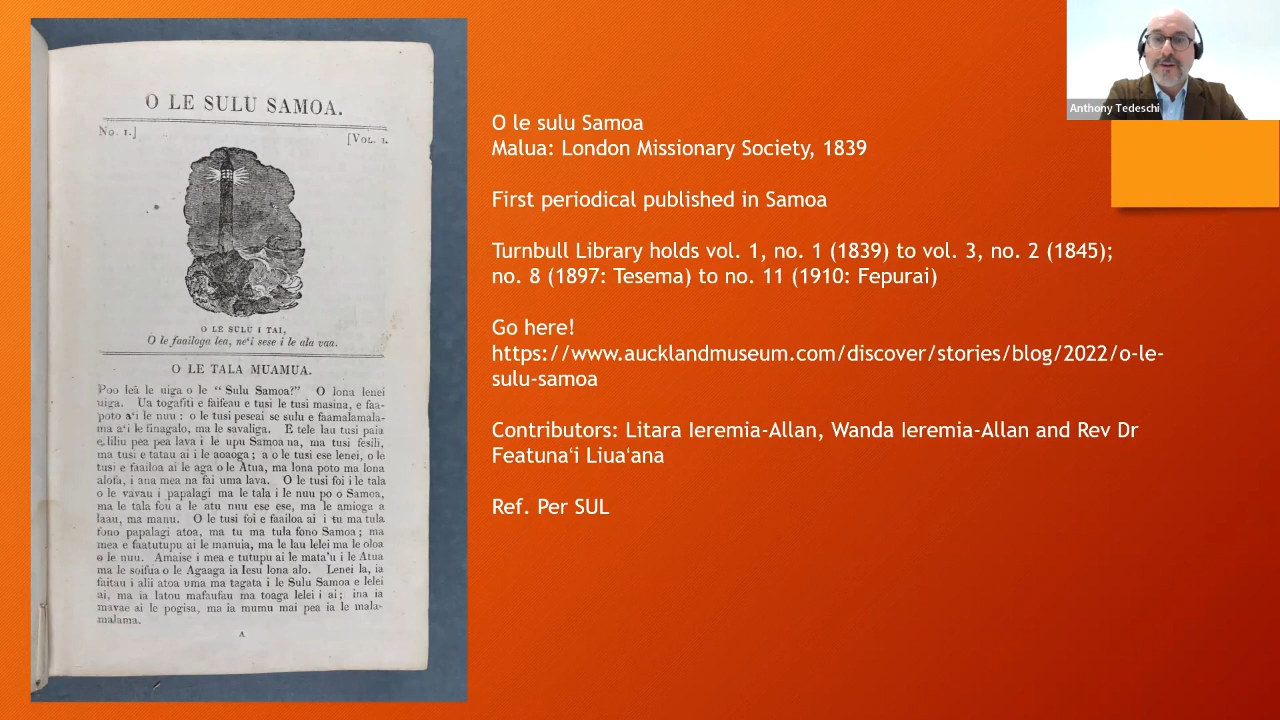 O LE SULU SAMOA.
No. 1.]
[VOL. 1.
O LE SULU I TAI,
O le faailoga lea, ne‘i sese i le ala vaa.
O LE TALA MUAMUA.
Poo leā le uiga o le “ Sulu Samoa?” O lona lenei
uiga. Ua togafiti e faifeau e tusi le tusi masina, e faa-
poto a‘i le nuu : o le tusi peseai se sulu e faamalamala-
ma a‘i le finagalo, ma le savaliga. E tele lau tusi paia
e liliu pea pea lava i le upu Samoa na, ma tusi fesili,
ma tusi e tatau ai i le aoaoga ; a o le tusi ese lenei, o le
tusi e faailoa ai le aga o le Atua, ma lona poto ma lona
alofa, i ana mea na fai uma lava. O le tusi foi i le tala
o le vavau i papalagi ma le tala i le nuu po o Samoa,
ma le tala fou a le atu nuu ese ese, ma le amioga a
laau, ma manu. O le tusi foi e faailoa ai i tu ma tula
fono papalagi atoa, ma tu ma tula fono Samoa ; ma
mea e faatutupu ai le manuia, ma le lau lelei ma le oloa
o le nuu. Amaise i mea e tutupu ai le mata'u i le Atua
ma le soifua o le Agaaga ia Iesu lona alo. Lenei la, ia
faitau i alii atoa uma ma tagata i le Sulu Samoa e lelei
ai, ma ia latou mafaufau ma toaga lelei i ai ; ina ia
mavae ai le pogisa, ma ia mumu mai pea ia le mala-
malama.
A
O le sulu Samoa
Malua: London Missionary Society, 1839
First periodical published in Samoa
Turnbull Library holds vol. 1, no. 1 (1839) to vol. 3, no. 2 (1845);
no. 8 (1897: Tesema) to no. 11 (1910: Fepurai)
Go here!
https://www.aucklandmuseum.com/discover/stories/blog/2022/o-le-
sulu-samoa
Contributors: Litara Ieremia-Allan, Wanda Ieremia-Allan and Rev Dr
Featuna‘i Liua‘ana
Ref. Per SUL
Anthony Tedeschi